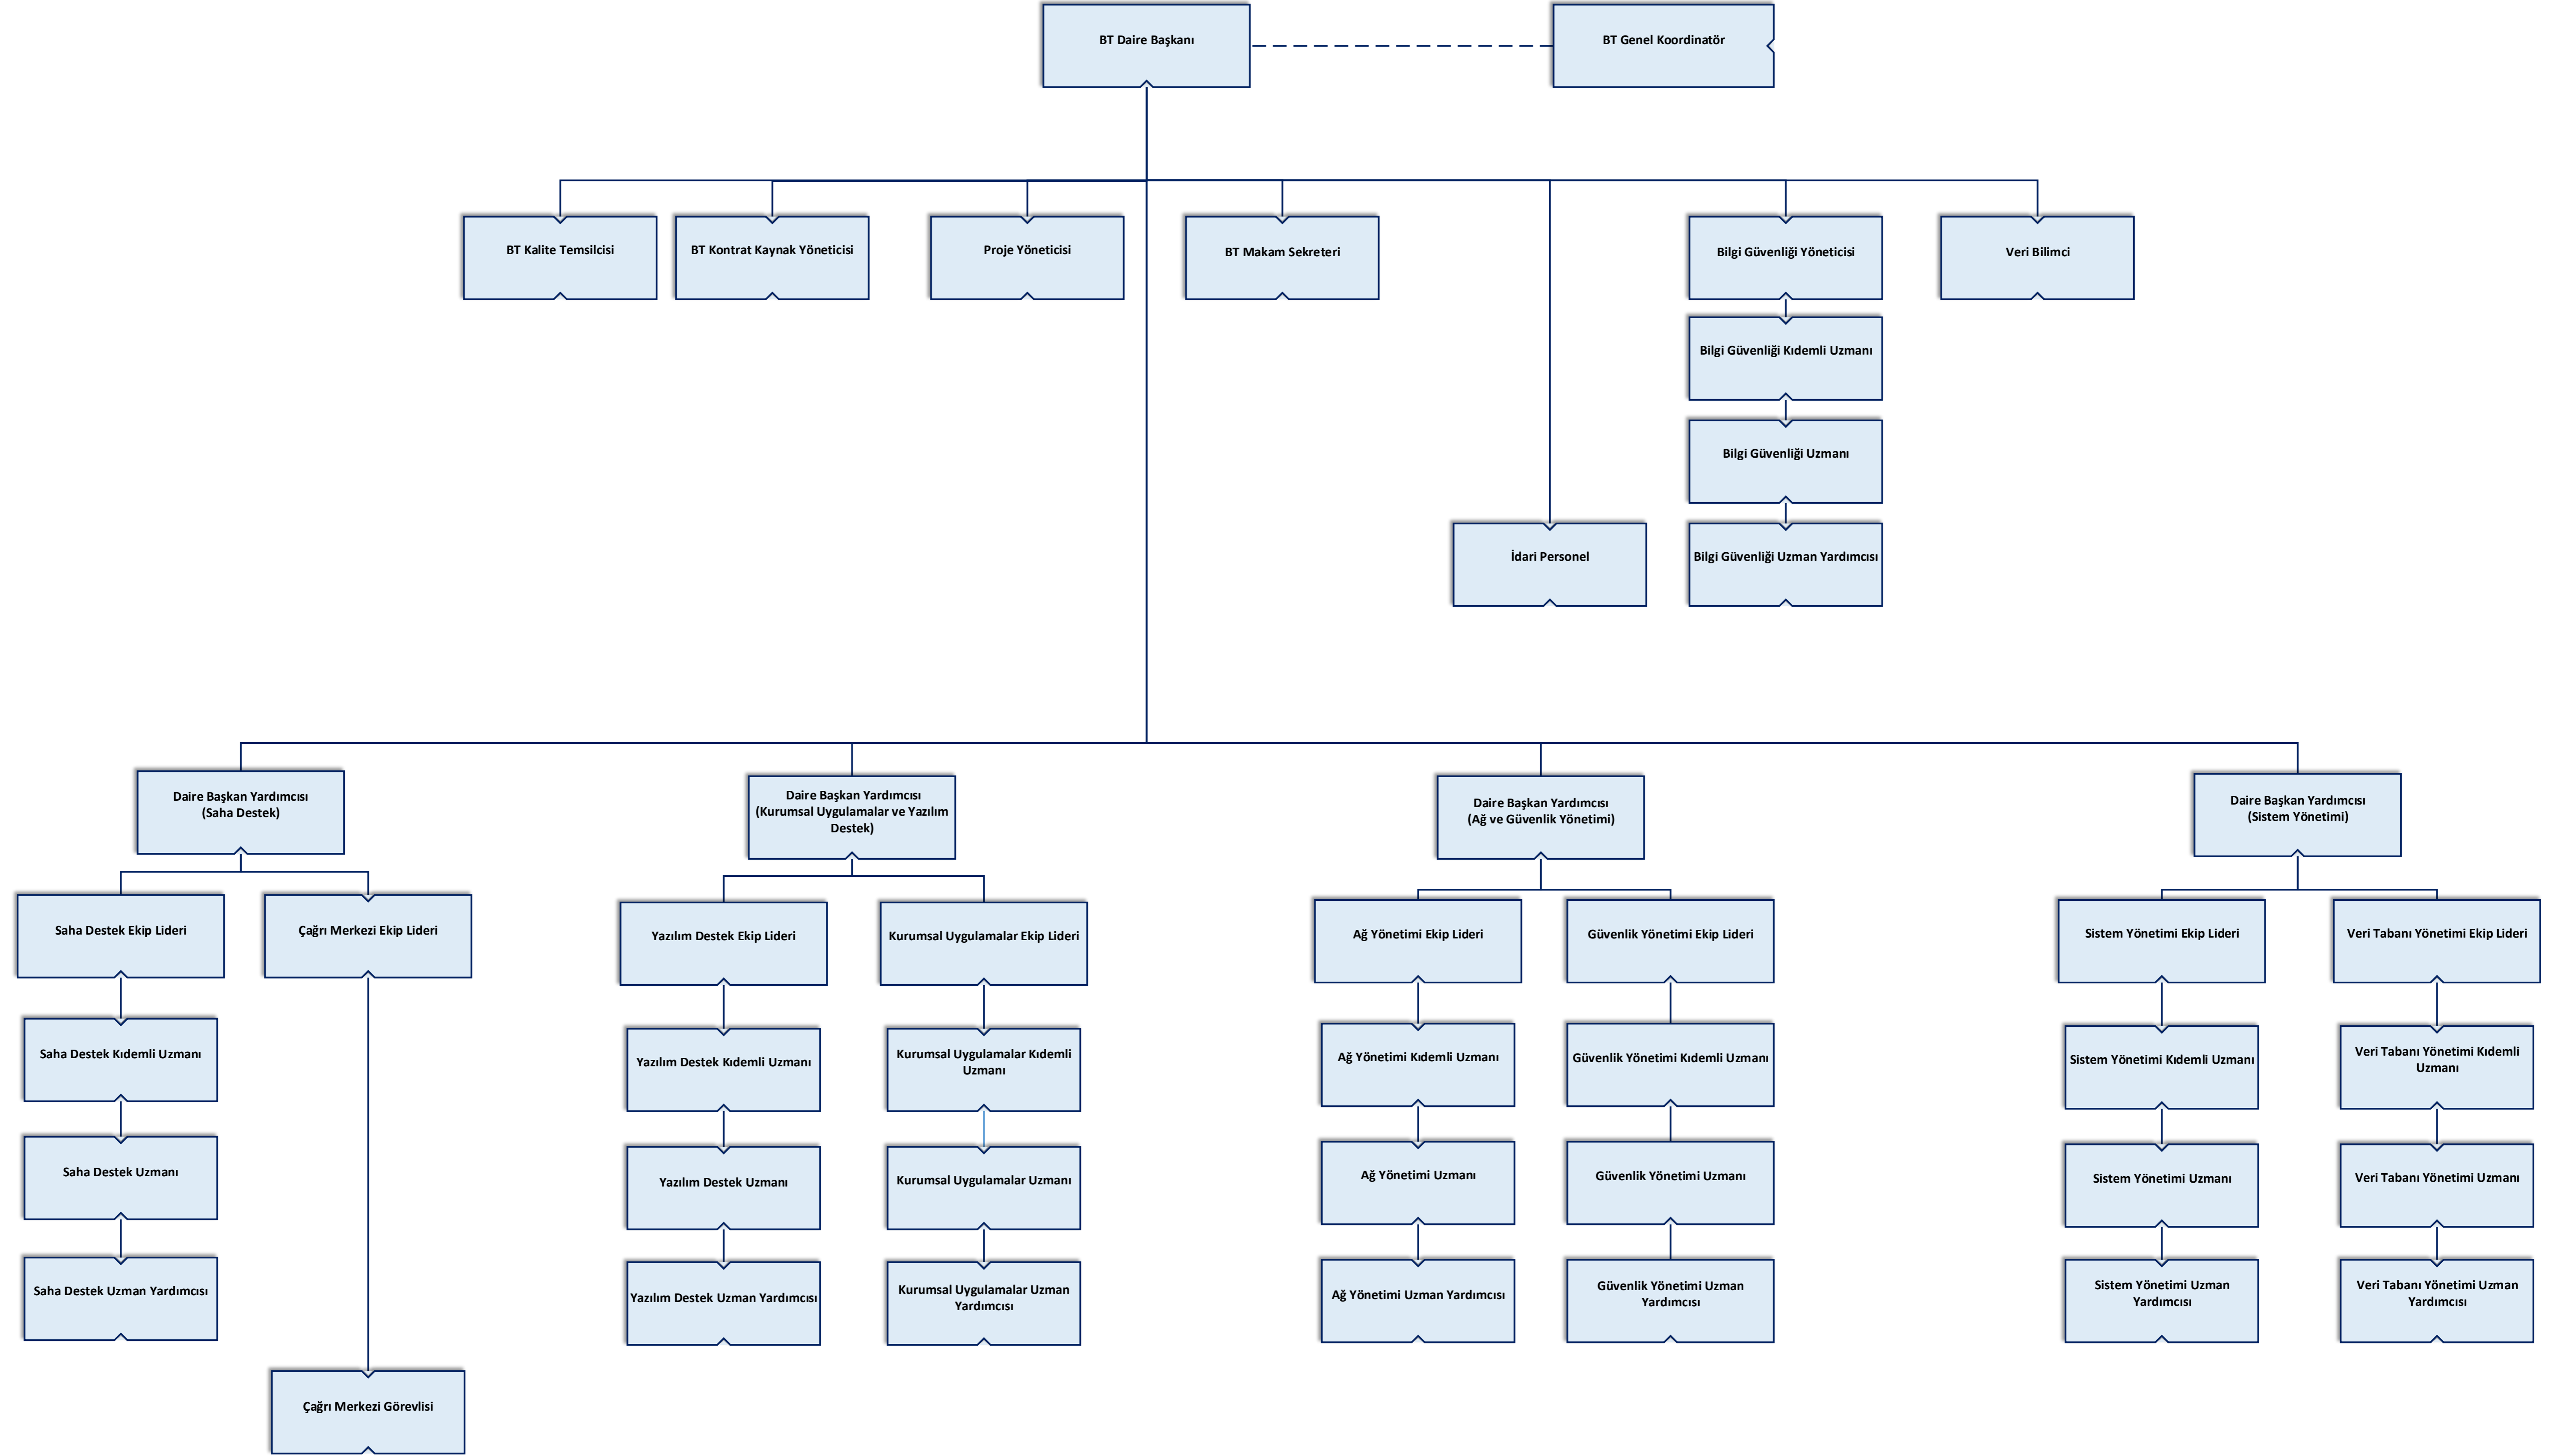 BT Daire Başkanı
BT Genel Koordinatör
BT Kalite Temsilcisi
BT Kontrat Kaynak Yöneticisi
Proje Yöneticisi
BT Makam Sekreteri
Bilgi Güvenliği Yöneticisi
Veri Bilimci
Bilgi Güvenliği Kıdemli Uzmanı
Bilgi Güvenliği Uzmanı
İdari Personel
Bilgi Güvenliği Uzman Yardımcısı
Daire Başkan Yardımcısı
(Saha Destek)
Daire Başkan Yardımcısı
(Kurumsal Uygulamalar ve Yazılım
Destek)
Daire Başkan Yardımcısı
(Ağ ve Güvenlik Yönetimi)
Daire Başkan Yardımcısı
(Sistem Yönetimi)
Saha Destek Ekip Lideri
Çağrı Merkezi Ekip Lideri
Yazılım Destek Ekip Lideri
Kurumsal Uygulamalar Ekip Lideri
Ağ Yönetimi Ekip Lideri
Güvenlik Yönetimi Ekip Lideri
Sistem Yönetimi Ekip Lideri
Veri Tabanı Yönetimi Ekip Lideri
Saha Destek Kıdemli Uzmanı
Yazılım Destek Kıdemli Uzmanı
Kurumsal Uygulamalar Kıdemli
Uzmanı
Ağ Yönetimi Kıdemli Uzmanı
Güvenlik Yönetimi Kıdemli Uzmanı
Sistem Yönetimi Kıdemli Uzmanı
Veri Tabanı Yönetimi Kıdemli
Uzmanı
Saha Destek Uzmanı
Yazılım Destek Uzmanı
Kurumsal Uygulamalar Uzmanı
Ağ Yönetimi Uzmanı
Güvenlik Yönetimi Uzmanı
Sistem Yönetimi Uzmanı
Veri Tabanı Yönetimi Uzmanı
Saha Destek Uzman Yardımcısı
Yazılım Destek Uzman Yardımcısı
Kurumsal Uygulamalar Uzman
Yardımcısı
Ağ Yönetimi Uzman Yardımcısı
Güvenlik Yönetimi Uzman
Yardımcısı
Sistem Yönetimi Uzman
Yardımcısı
Veri Tabanı Yönetimi Uzman
Yardımcısı
Çağrı Merkezi Görevlisi